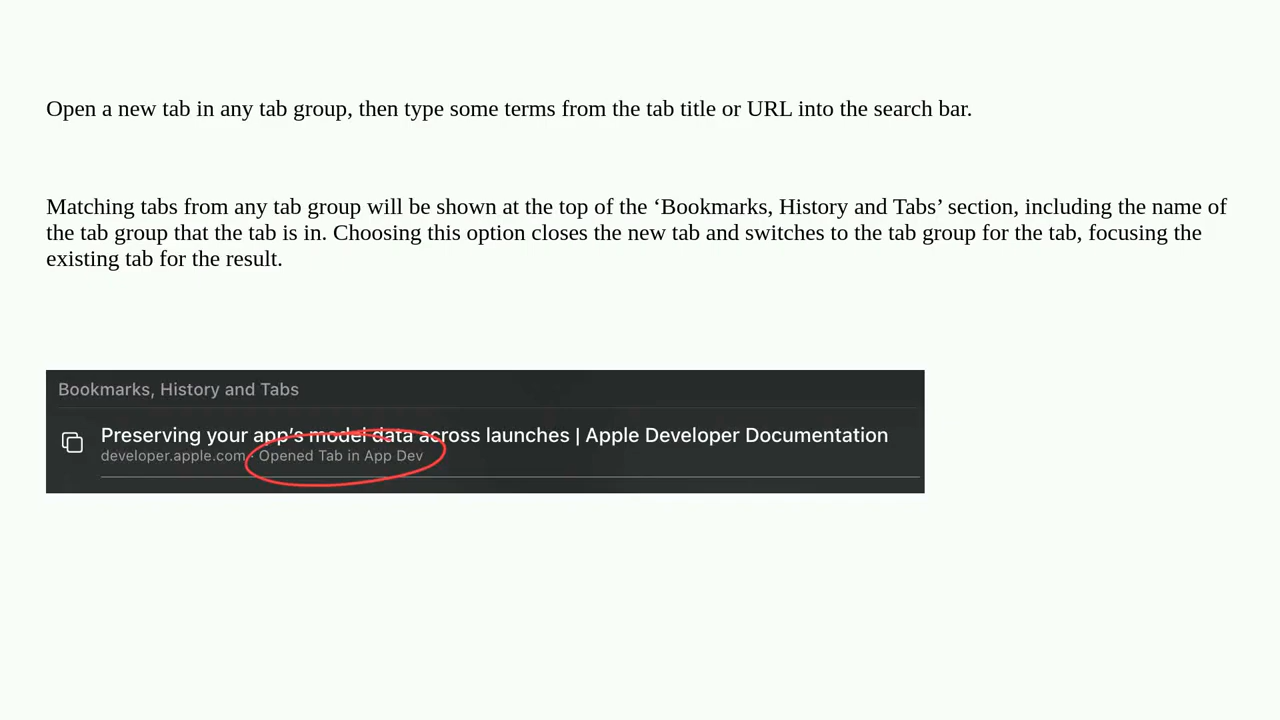 Open a new tab in any tab group, then type some terms from the tab title or URL into the search bar.
Matching tabs from any tab group will be shown at the top of the ‘Bookmarks, History and Tabs’ section, including the name of
the tab group that the tab is in. Choosing this option closes the new tab and switches to the tab group for the tab, focusing the
existing tab for the result.
Bookmarks, History and Tabs
Preserving your app’s model data across launches | Apple Developer Documentation
developer.apple.com · Opened Tab in App Dev